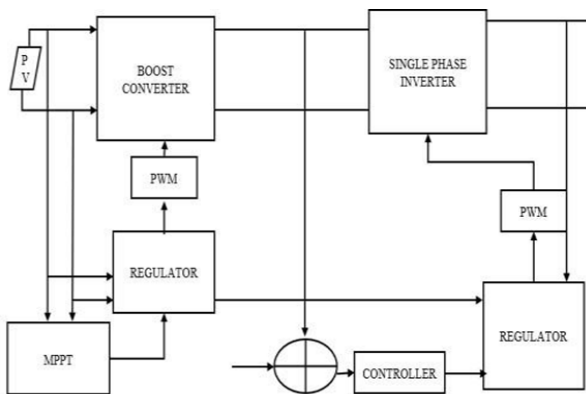 P
V
BOOST
CONVERTER
SINGLE PHASE
INVERTER
PWM
PWM
REGULATOR
REGULATOR
MPPT
CONTROLLER